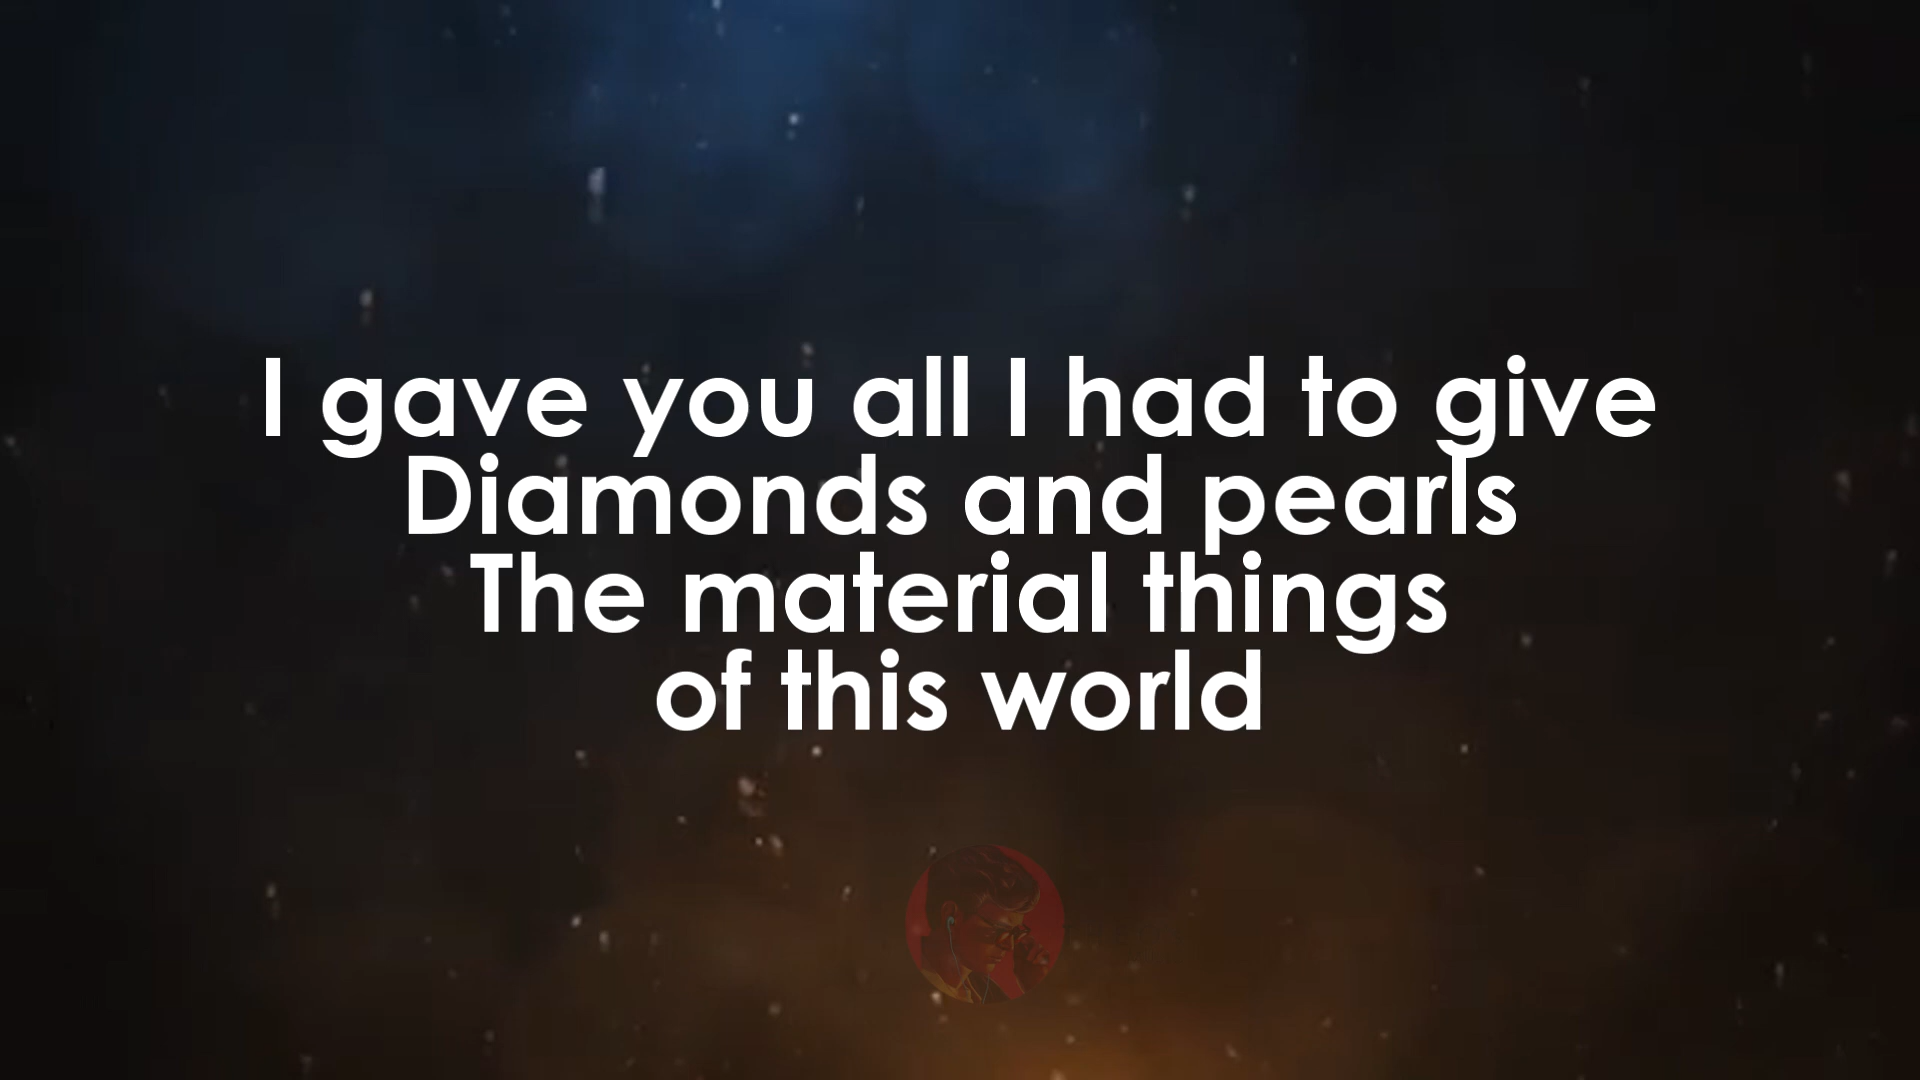 I gave you all I had to give
Diamonds and pearls
The material things
of this world